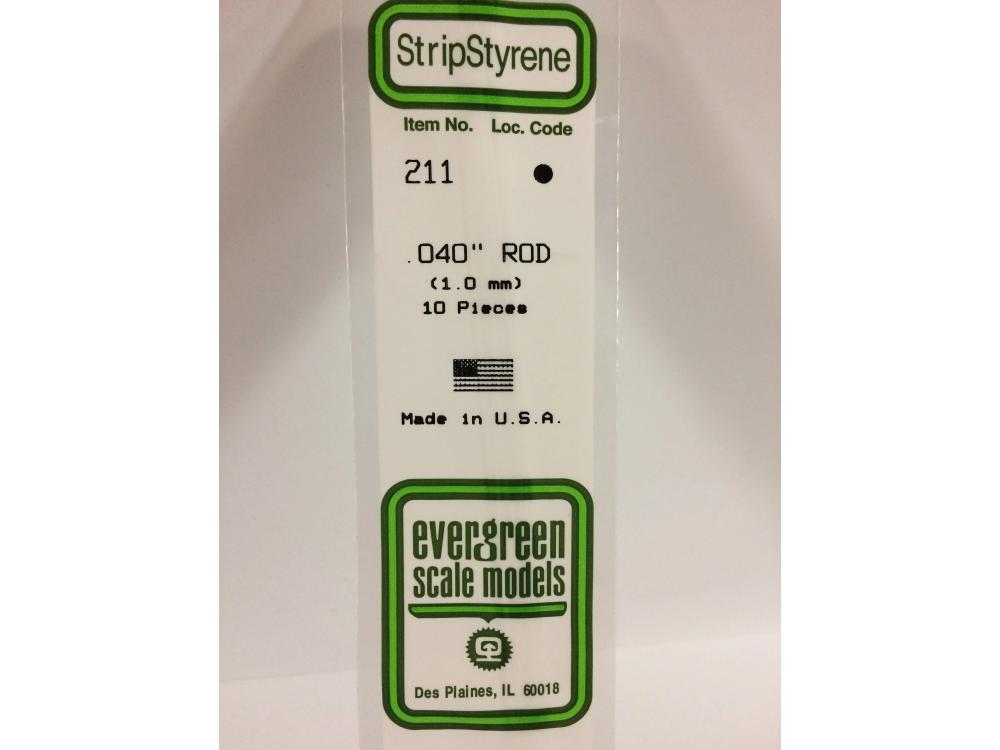 StripStyrene
Item No. Loc. Code
211
.040" ROD
(1.0 mm)
10 Pieces
Made in U.S.A.
evergreen
scale models
Des Plaines, IL 60018